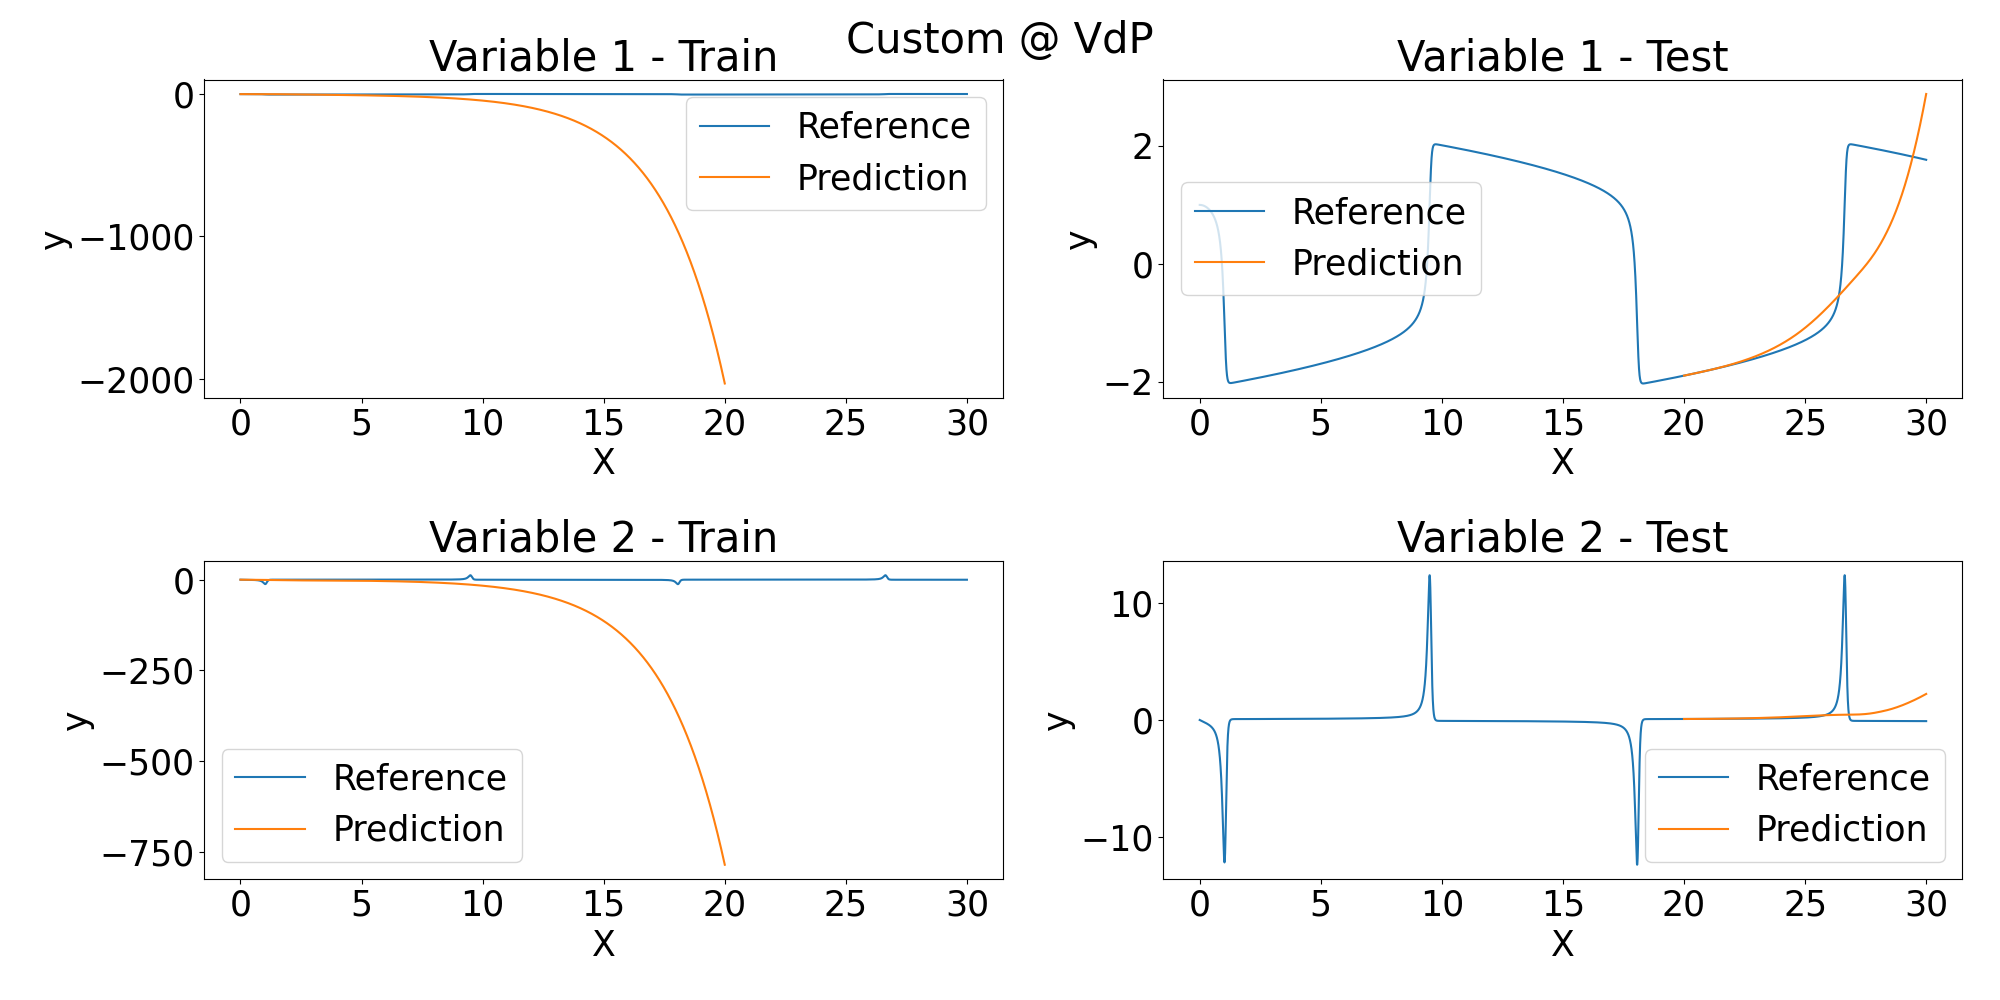 Custom @ VdP
Variable 1 - Train
0
−1000
−2000
y
0 5 10 15 20 25 30
X
Reference
Prediction
Variable 1 - Test
2
0
−2
y
0 5 10 15 20 25 30
X
Reference
Prediction
Variable 2 - Train
0
−250
−500
−750
y
0 5 10 15 20 25 30
X
Reference
Prediction
Variable 2 - Test
10
0
−10
y
0 5 10 15 20 25 30
X
Reference
Prediction